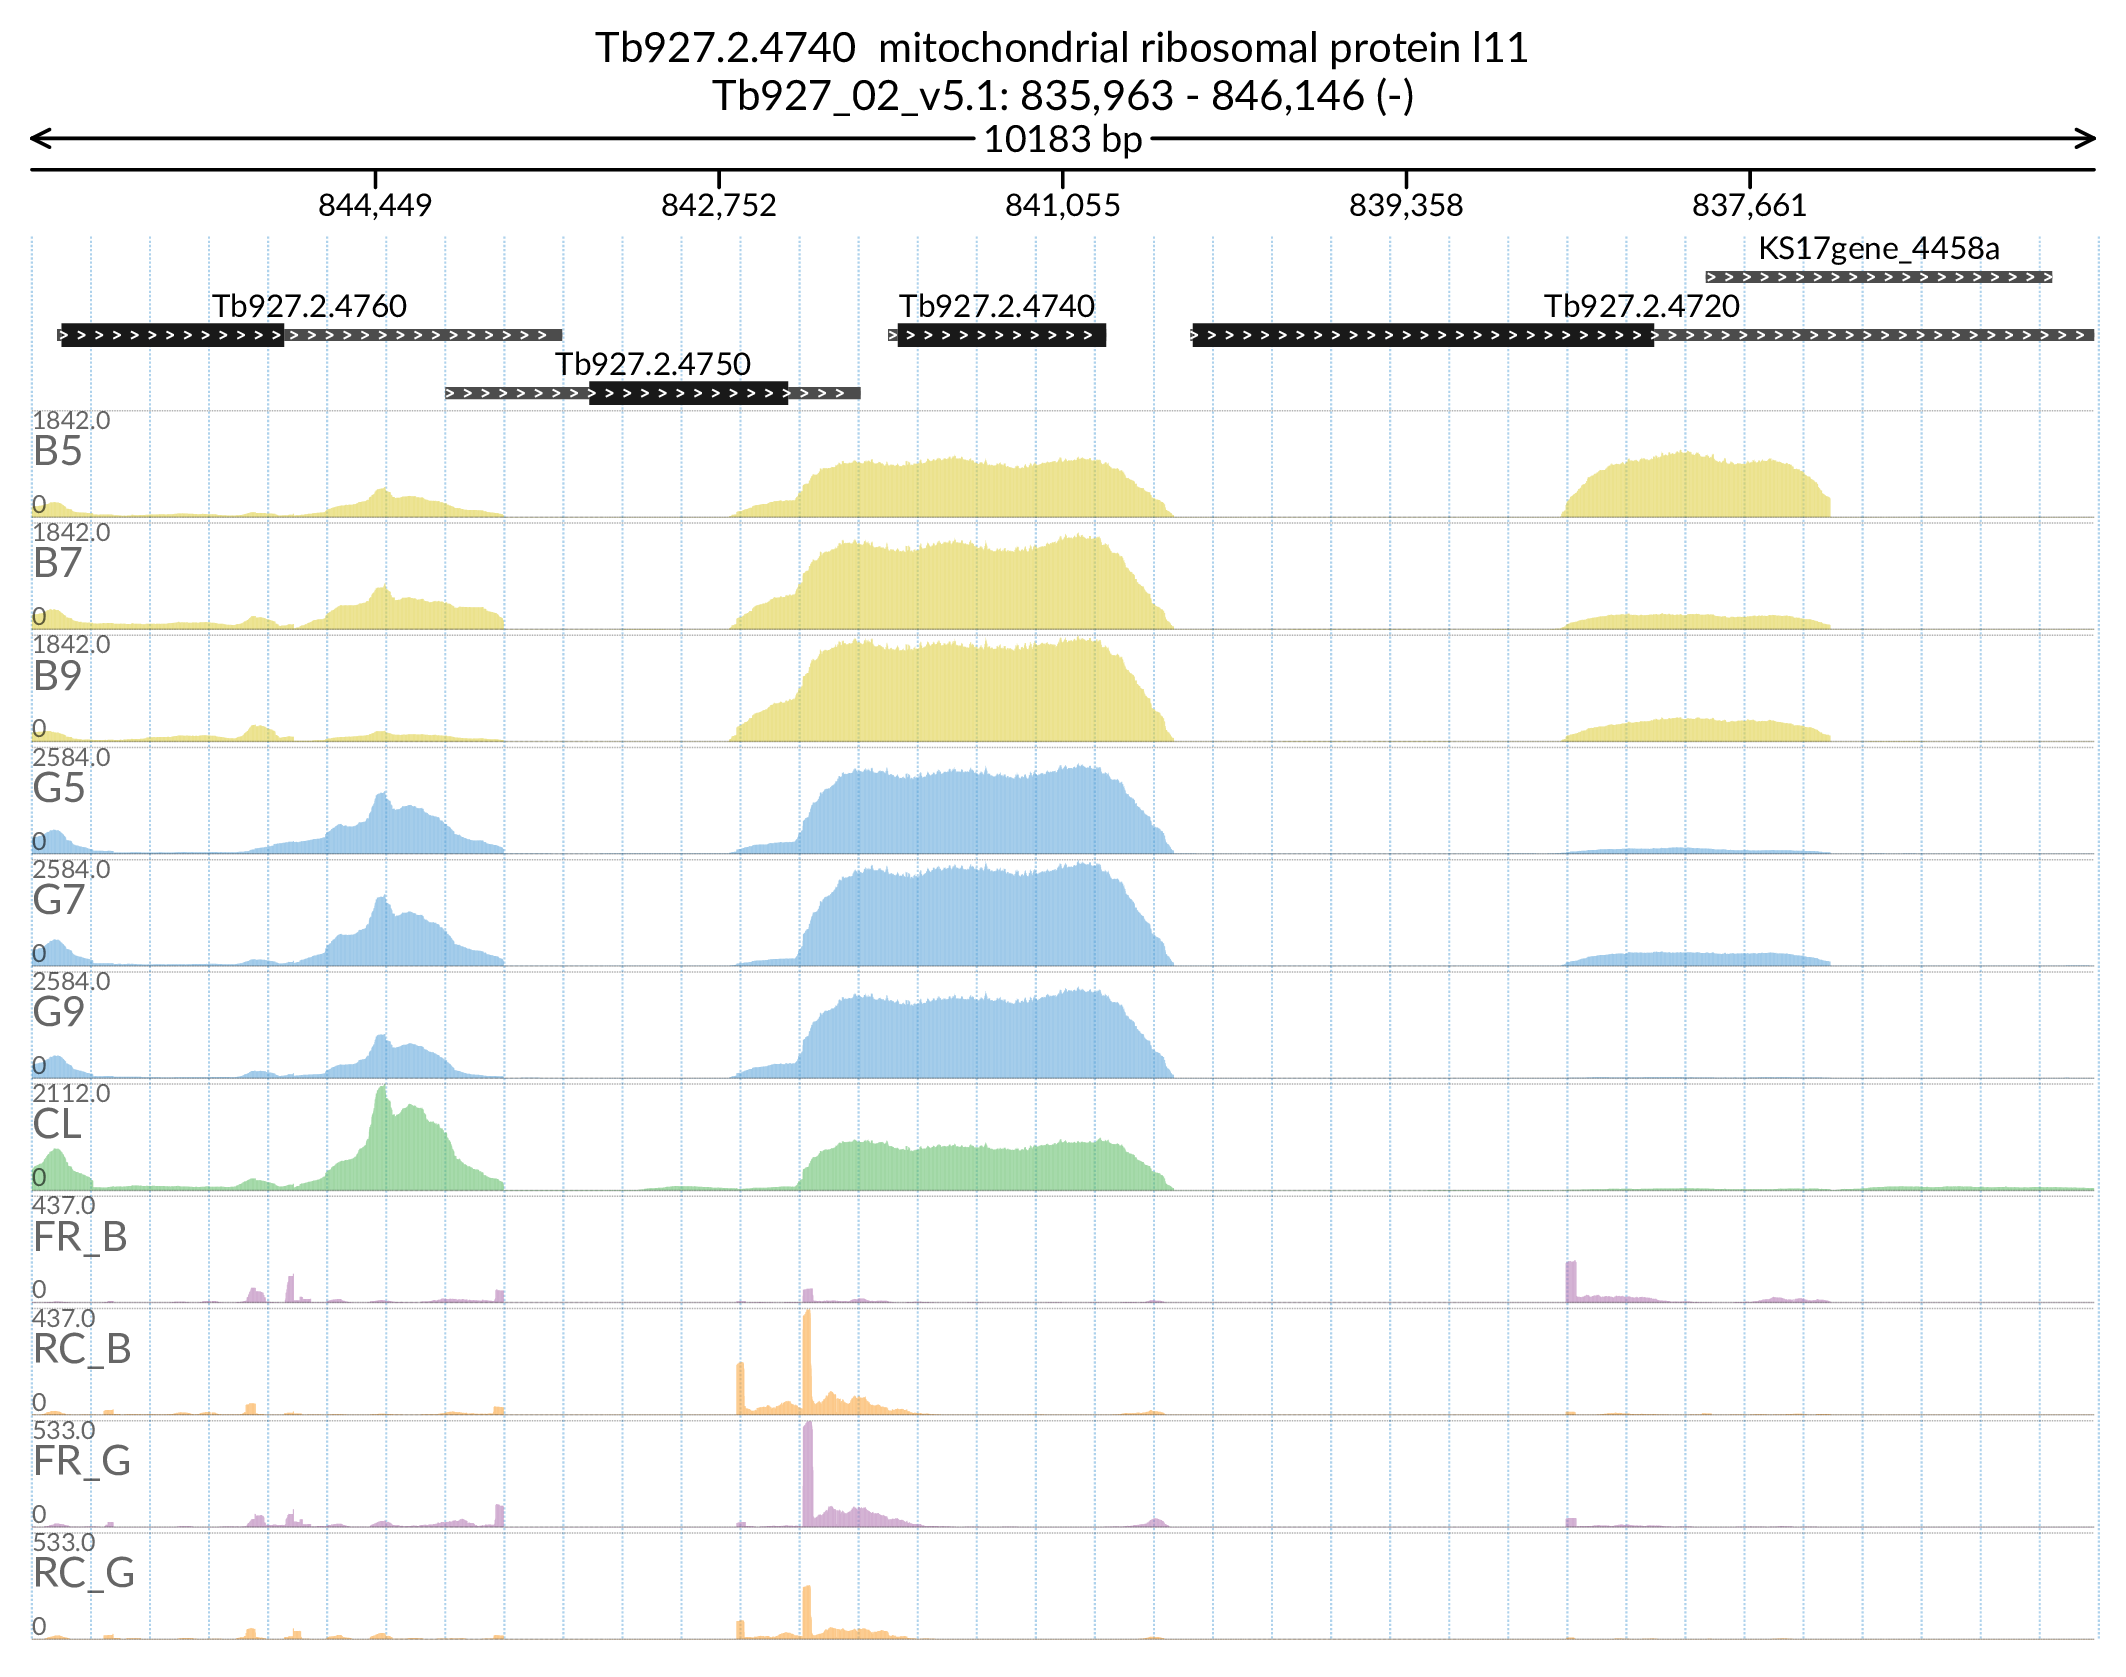 Tb927.2.4740 mitochondrial ribosomal protein l11
Tb927_02_v5.1: 835,963 - 846,146 (-)
10183 bp
844,449 842,752 841,055 839,358 837,661
KS17gene_4458a
Tb927.2.4760 Tb927.2.4740 Tb927.2.4720
Tb927.2.4750
1842.0
B5
0
1842.0
B7
0
1842.0
B9
0
2584.0
G5
0
2584.0
G7
0
2584.0
G9
0
2112.0
CL
0
437.0
FR_B
0
437.0
RC_B
0
533.0
FR_G
0
533.0
RC_G
0